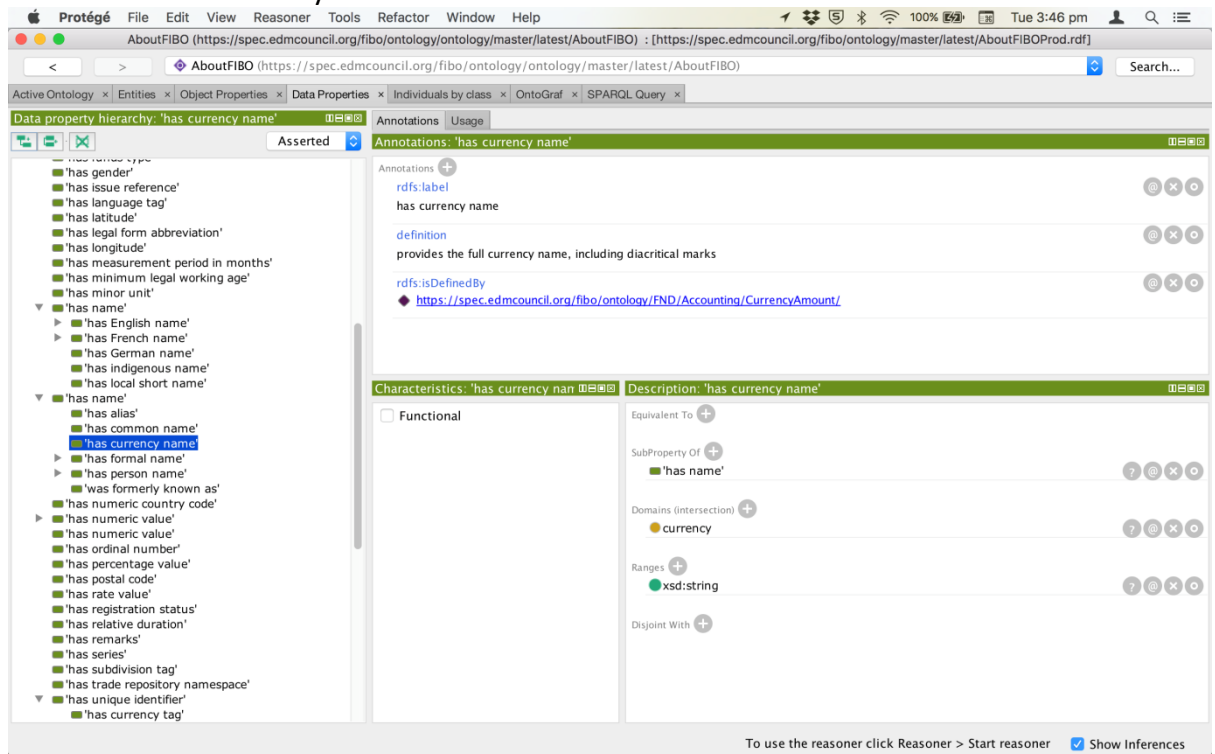 Protégé File Edit View Reasoner Tools Refactor Window Help 100% Tue 3:46 pm
AboutFIBO (https://spec.edmcouncil.org/fibo/ontology/ontology/master/latest/AboutFIBO) : [https://spec.edmcouncil.org/fibo/ontology/master/latest/AboutFIBOProd.rdf]
< > AboutFIBO (https://spec.edmcouncil.org/fibo/ontology/ontology/master/latest/AboutFIBO) Search...
Active Ontology × Entities × Object Properties × Data Properties × Individuals by class × OntoGraf × SPARQL Query ×
Data property hierarchy: 'has currency name'
Asserted
'has funds type'
'has gender'
'has issue reference'
'has language tag'
'has latitude'
'has legal form abbreviation'
'has longitude'
'has measurement period in months'
'has minimum legal working age'
'has minor unit'
'has name'
'has English name'
'has French name'
'has German name'
'has indigenous name'
'has local short name'
'has name'
'has alias'
'has common name'
'has currency name'
'has formal name'
'has person name'
'was formerly known as'
'has numeric country code'
'has numeric value'
'has numeric value'
'has ordinal number'
'has percentage value'
'has postal code'
'has rate value'
'has registration status'
'has relative duration'
'has remarks'
'has series'
'has subdivision tag'
'has trade repository namespace'
'has unique identifier'
'has currency tag'
Annotations Usage
Annotations: 'has currency name'
Annotations
rdfs:label
has currency name
definition
provides the full currency name, including diacritical marks
rdfs:isDefinedBy
https://spec.edmcouncil.org/fibo/ontology/FND/Accounting/CurrencyAmount/
Characteristics: 'has currency nan
Functional
Description: 'has currency name'
Equivalent To
SubProperty Of
'has name'
Domains (intersection)
currency
Ranges
xsd:string
Disjoint With
To use the reasoner click Reasoner > Start reasoner Show Inferences